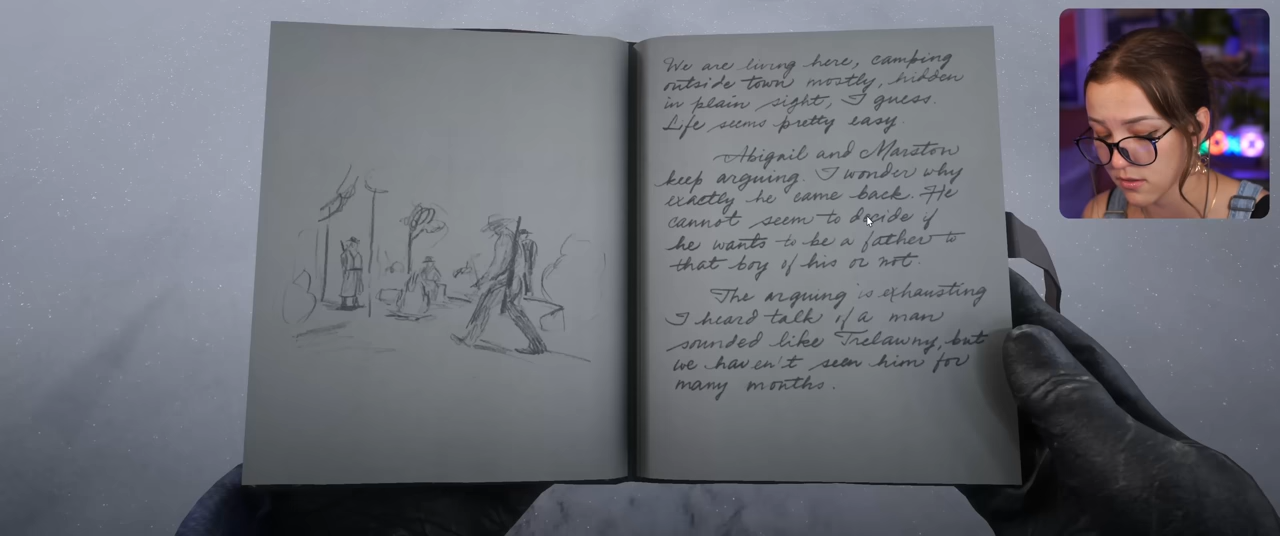 We are living here, camping
outside town mostly, hidden
in plain sight, I guess.
Life seems pretty easy.
Abigail and Marston
keep arguing. I wonder why
exactly he came back. He
cannot seem to decide if
he wants to be a father to
that boy of his or not.
The arguing is exhausting
I heard talk of a man
sounded like Trelawny, but
we haven't seen him for
many months.